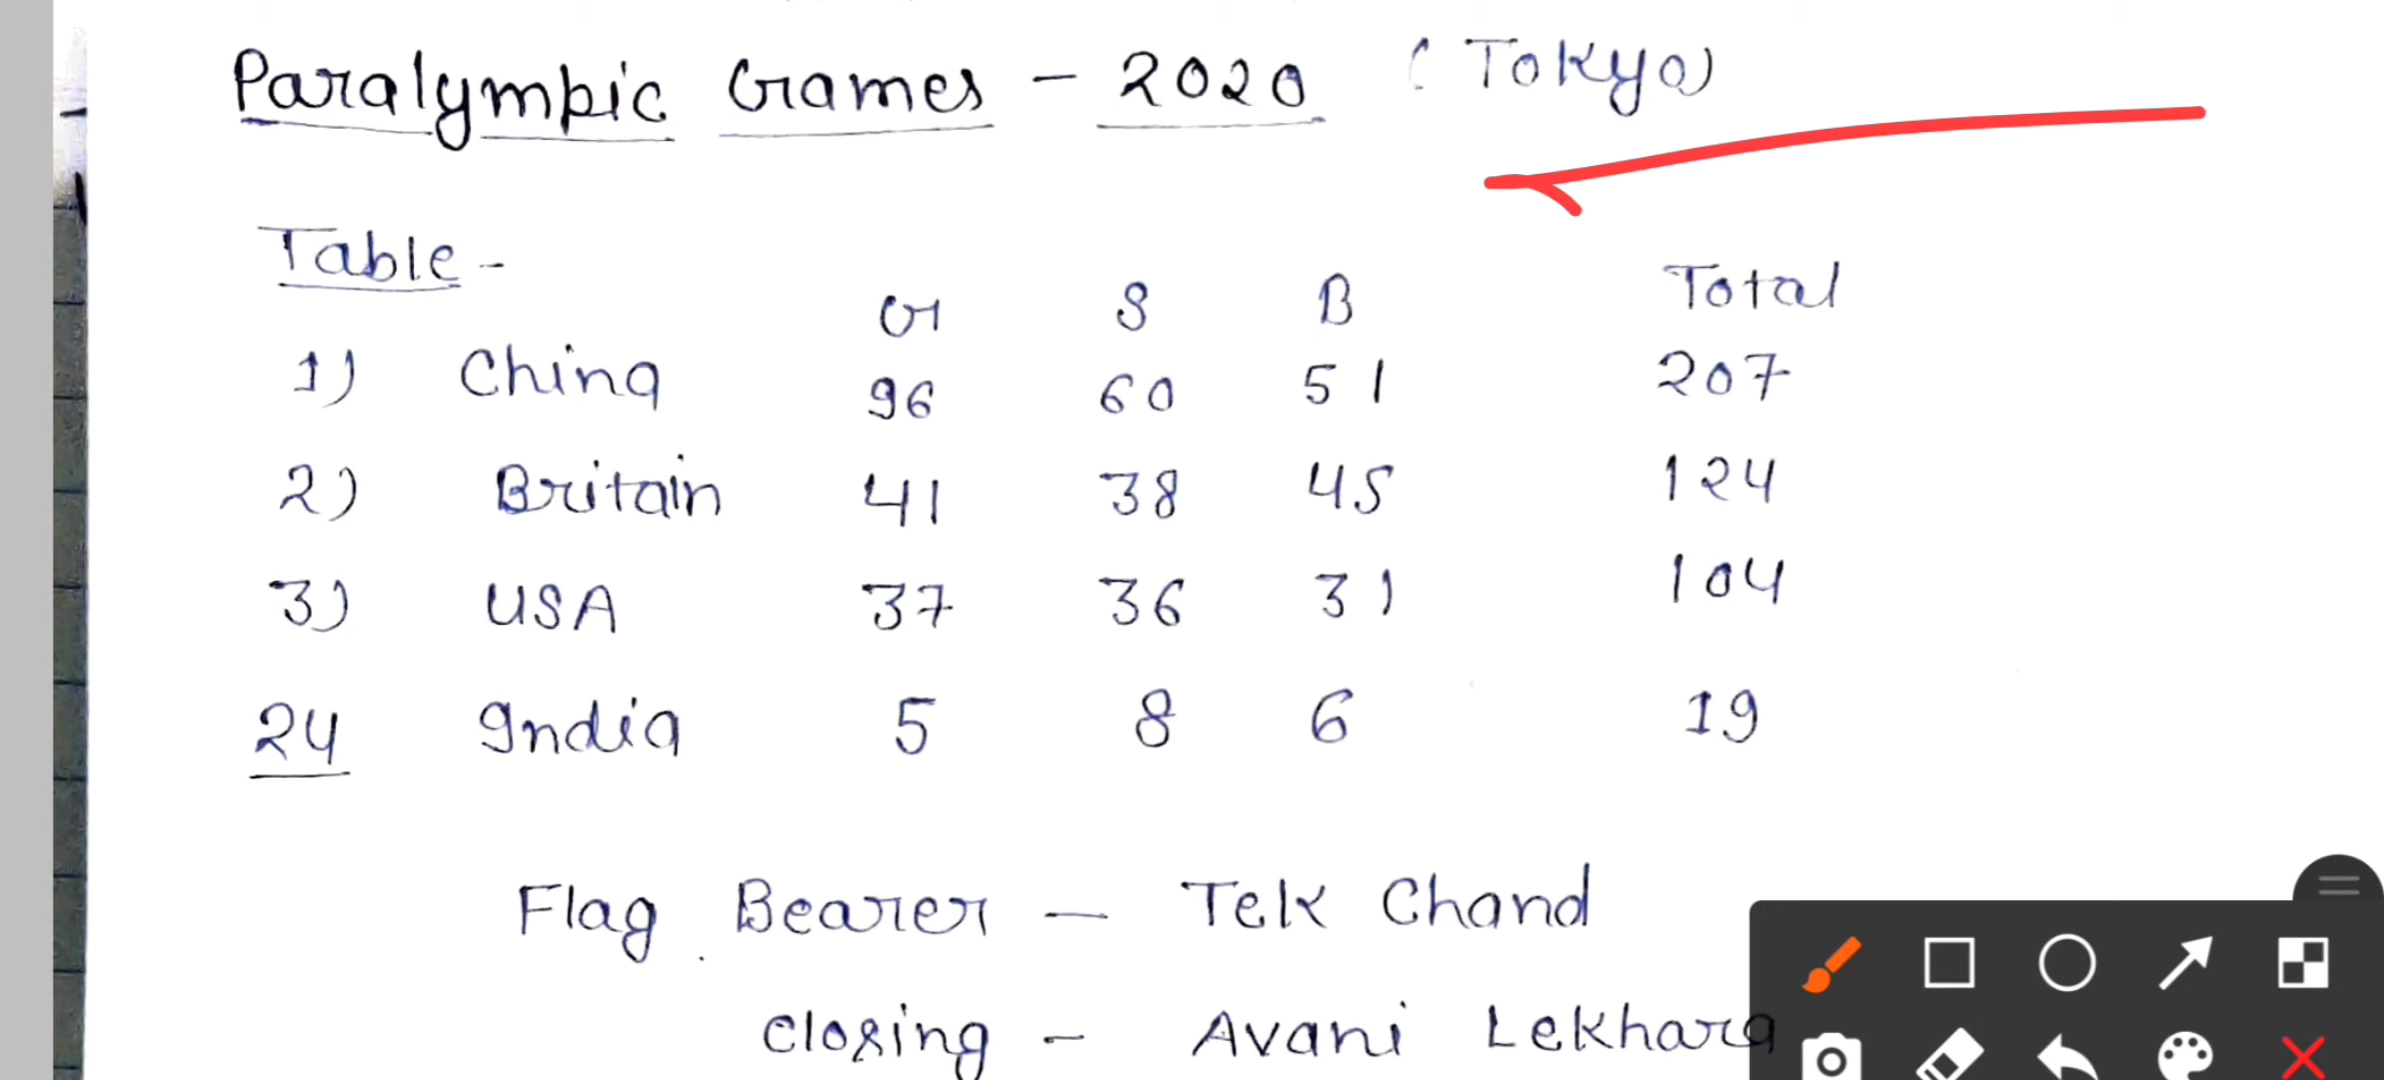 Paralympic Games - 2020 (Tokyo)
Table -
G S B Total
1) China 96 60 51 207
2) Britain 41 38 45 124
3) USA 37 36 31 104
24 India 5 8 6 19
Flag Bearer - Tek Chand
Closing - Avani Lekhara